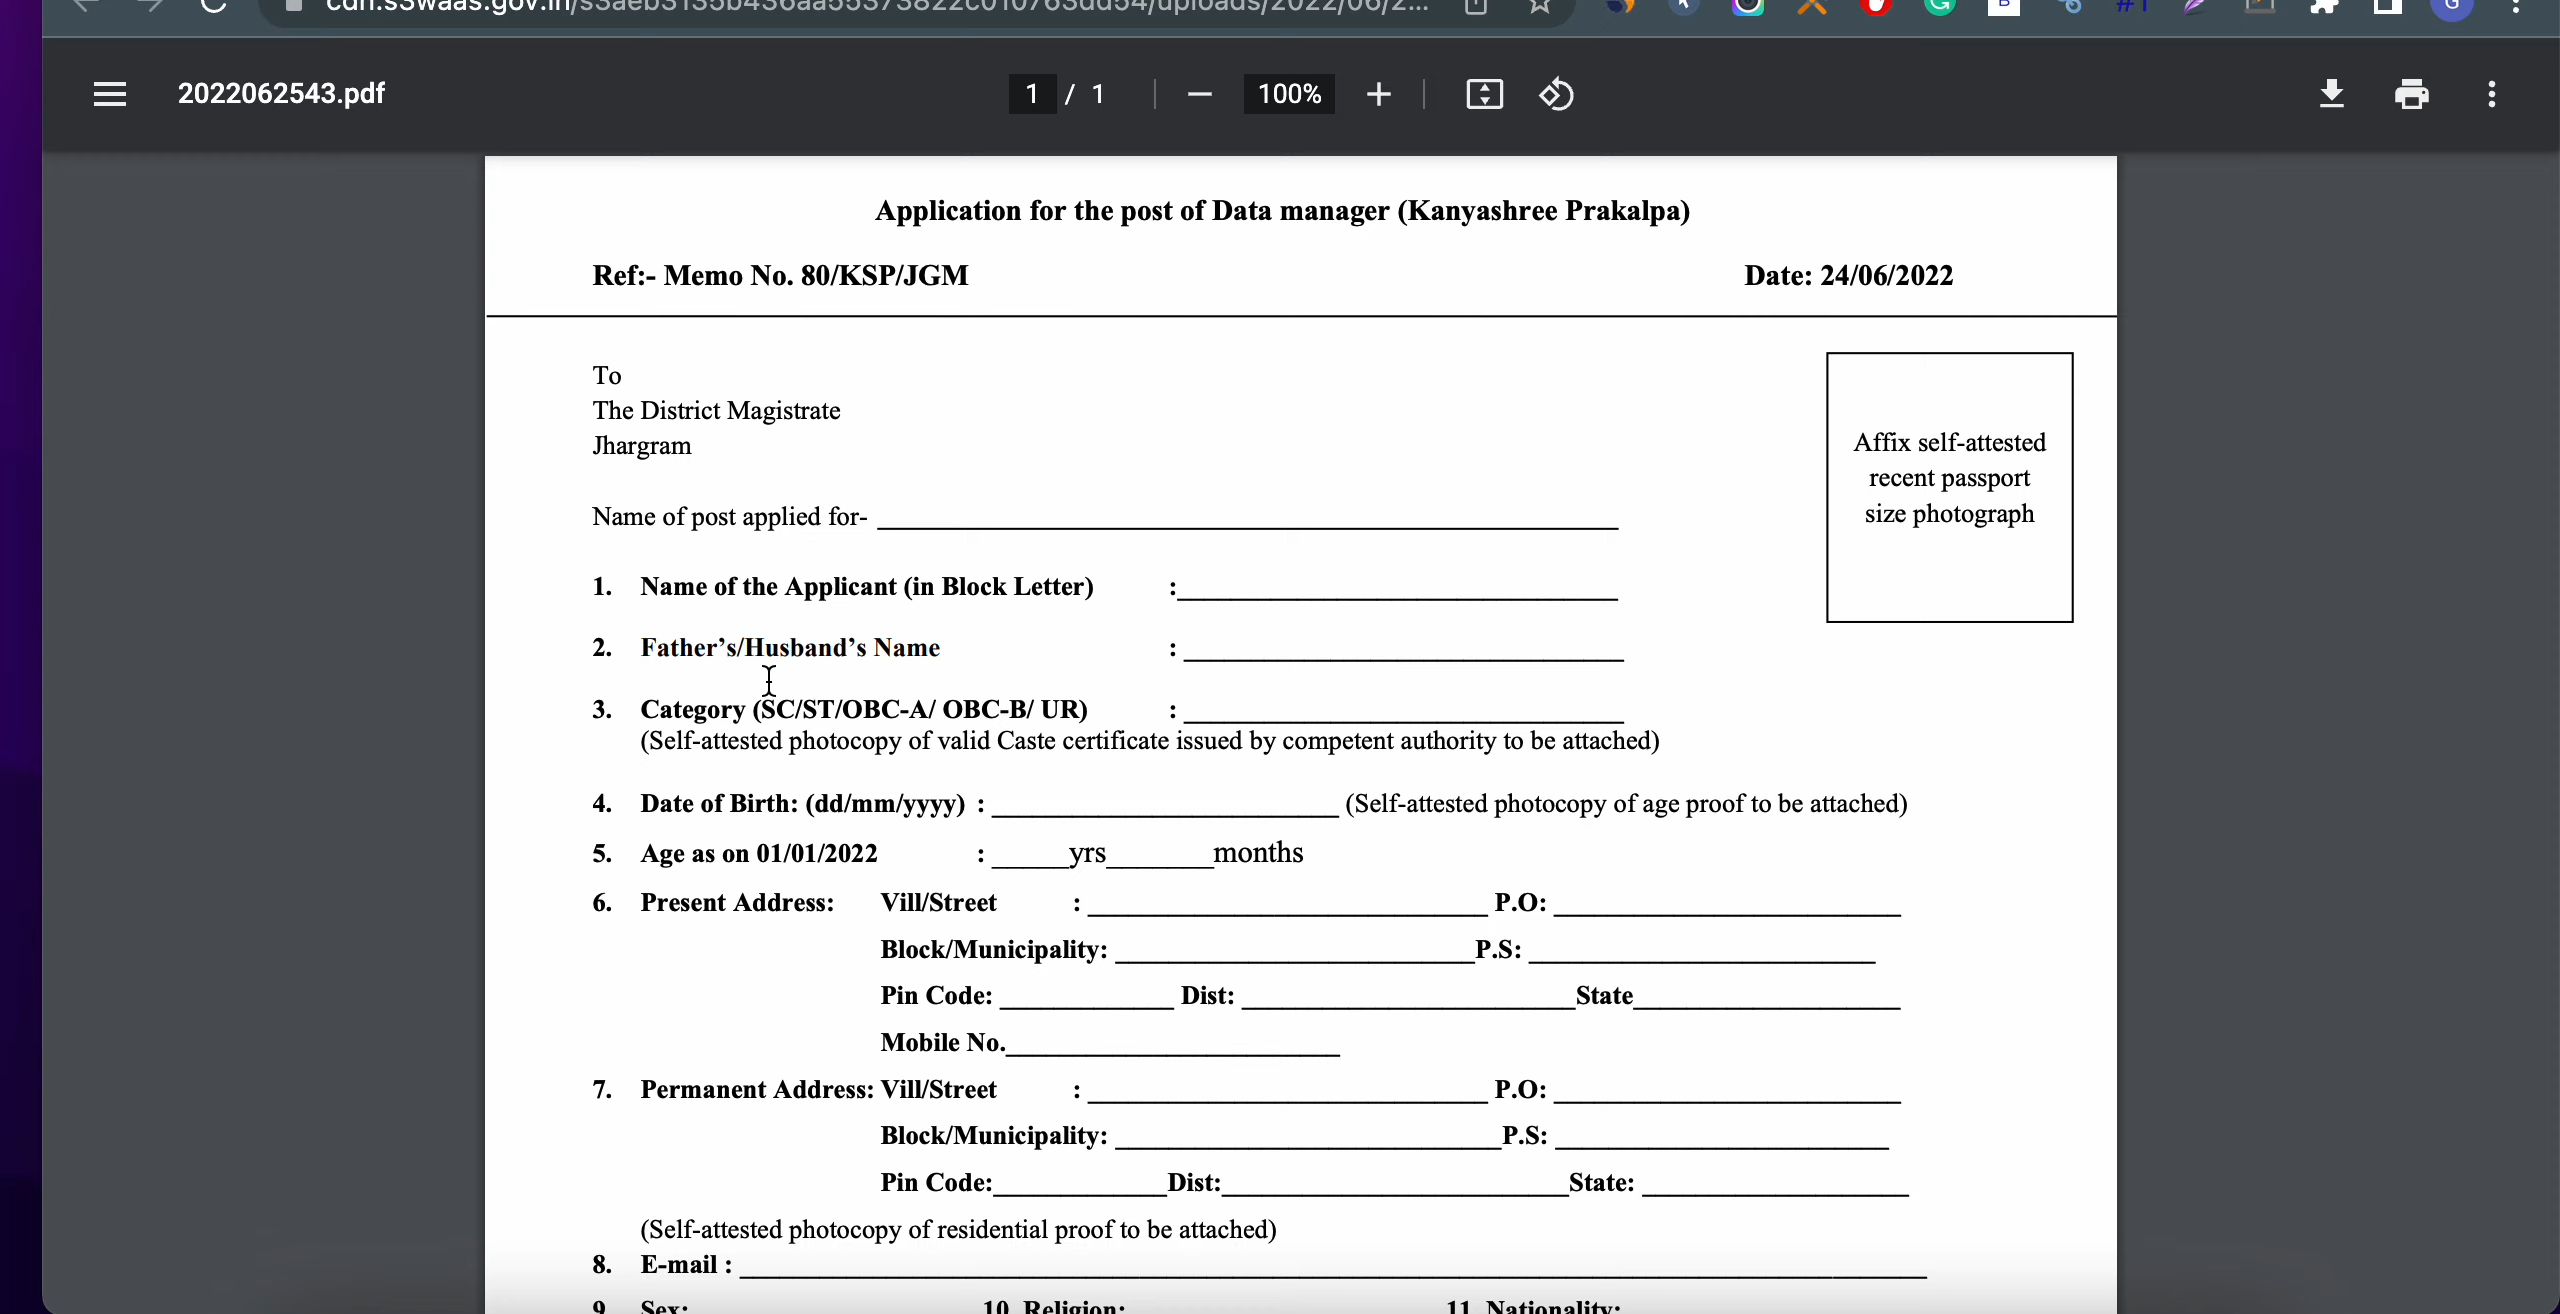 2022062543.pdf
1 / 1
100%
Application for the post of Data manager (Kanyashree Prakalpa)
Ref:- Memo No. 80/KSP/JGM Date: 24/06/2022
To
The District Magistrate
Jhargram
Affix self-attested
recent passport
size photograph
Name of post applied for-
1. Name of the Applicant (in Block Letter) :
2. Father’s/Husband’s Name :
3. Category (SC/ST/OBC-A/ OBC-B/ UR) :
(Self-attested photocopy of valid Caste certificate issued by competent authority to be attached)
4. Date of Birth: (dd/mm/yyyy) : (Self-attested photocopy of age proof to be attached)
5. Age as on 01/01/2022 : yrs months
6. Present Address: Vill/Street : P.O:
Block/Municipality: P.S:
Pin Code: Dist: State
Mobile No.
7. Permanent Address: Vill/Street : P.O:
Block/Municipality: P.S:
Pin Code: Dist: State:
(Self-attested photocopy of residential proof to be attached)
8. E-mail :
9. Sex: 10. Religion: 11. Nationality: